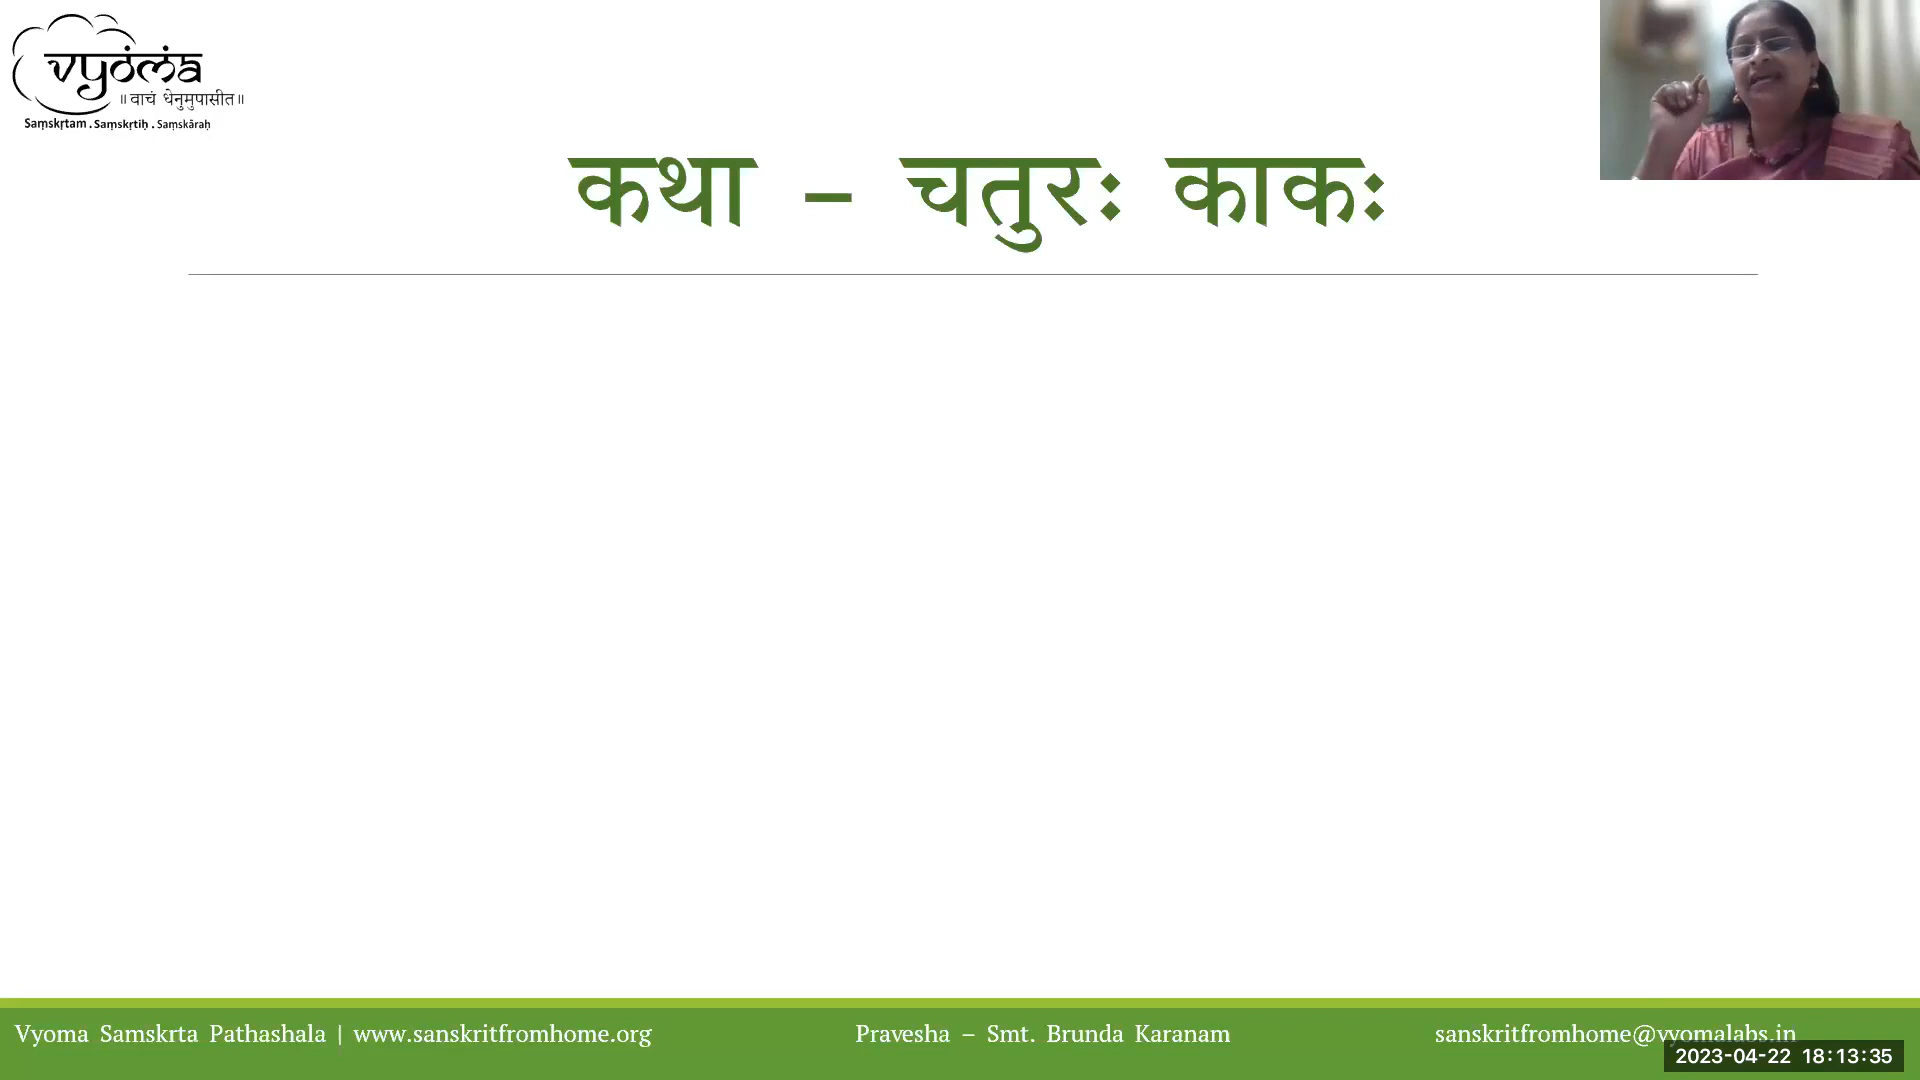 vyoma
॥वाचं धेनुमुपासीत॥
Saṃskṛtam . Saṃskṛtiḥ . Saṃskāraḥ
कथा – चतुरः काकः
Vyoma Samskrta Pathashala | www.sanskritfromhome.org
Pravesha – Smt. Brunda Karanam
sanskritfromhome@vyomalabs.in
2023-04-22 18:13:35